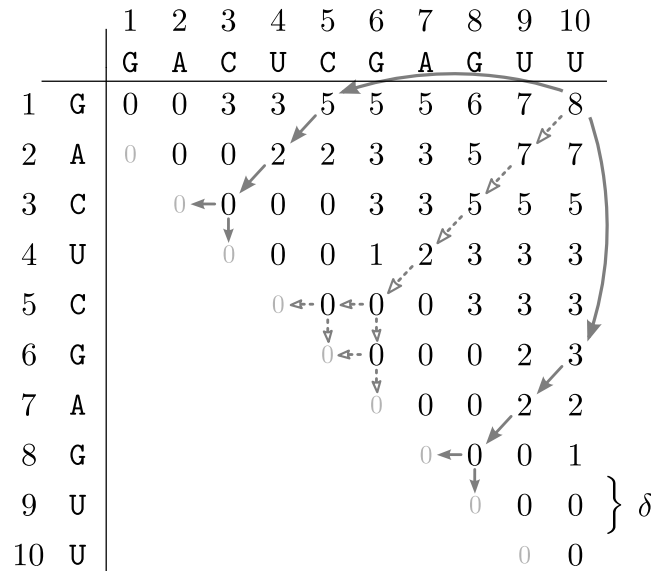 1 2 3 4 5 6 7 8 9 10
G A C U C G A G U U
1 G 0 0 3 3 5 5 5 6 7 8
2 A 0 0 0 2 2 3 3 5 7 7
3 C 0 0 0 0 3 3 5 5 5
4 U 0 0 0 1 2 3 3 3
5 C 0 0 0 0 3 3 3
6 G 0 0 0 0 2 3
7 A 0 0 0 2 2
8 G 0 0 0 1
9 U 0 0 0 } δ
10 U 0 0